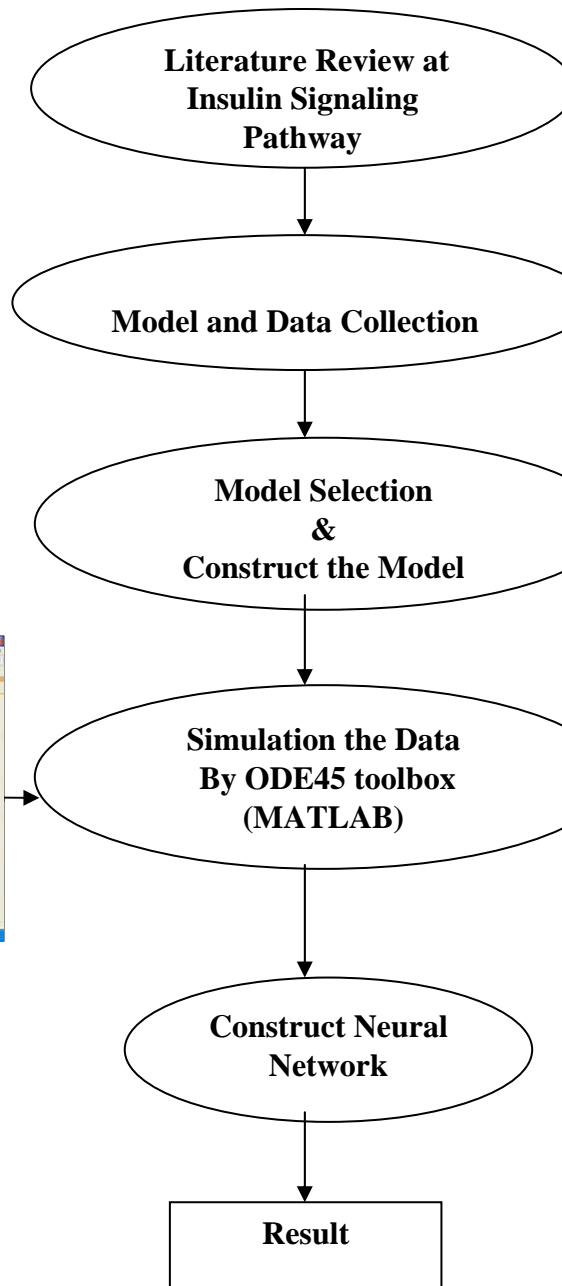 Literature Review at
Insulin Signaling
Pathway
Model and Data Collection
Model Selection
&
Construct the Model
Simulation the Data
By ODE45 toolbox
(MATLAB)
Construct Neural
Network
Result